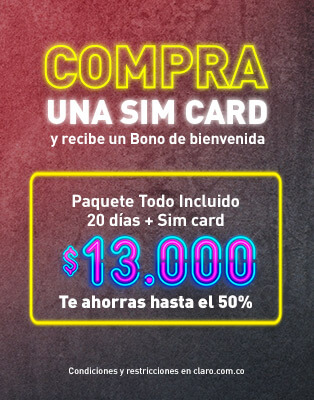 COMPRA
UNA SIM CARD
y recibe un Bono de bienvenida
Paquete Todo Incluido
20 días + Sim card
$13.000
Te ahorras hasta el 50%
Condiciones y restricciones en claro.com.co